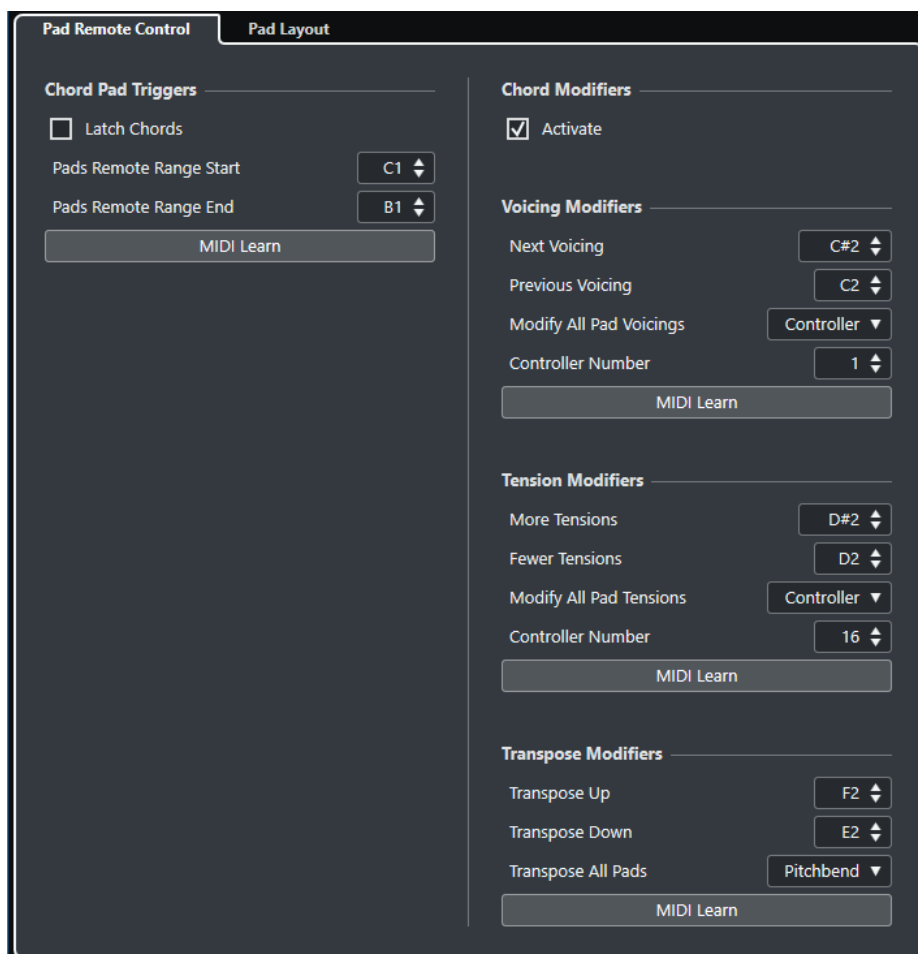 Pad Remote Control
Pad Layout
Chord Pad Triggers
Latch Chords
Pads Remote Range Start C1
Pads Remote Range End B1
MIDI Learn
Chord Modifiers
Activate
Voicing Modifiers
Next Voicing C#2
Previous Voicing C2
Modify All Pad Voicings Controller
Controller Number 1
MIDI Learn
Tension Modifiers
More Tensions D#2
Fewer Tensions D2
Modify All Pad Tensions Controller
Controller Number 16
MIDI Learn
Transpose Modifiers
Transpose Up F2
Transpose Down E2
Transpose All Pads Pitchbend
MIDI Learn